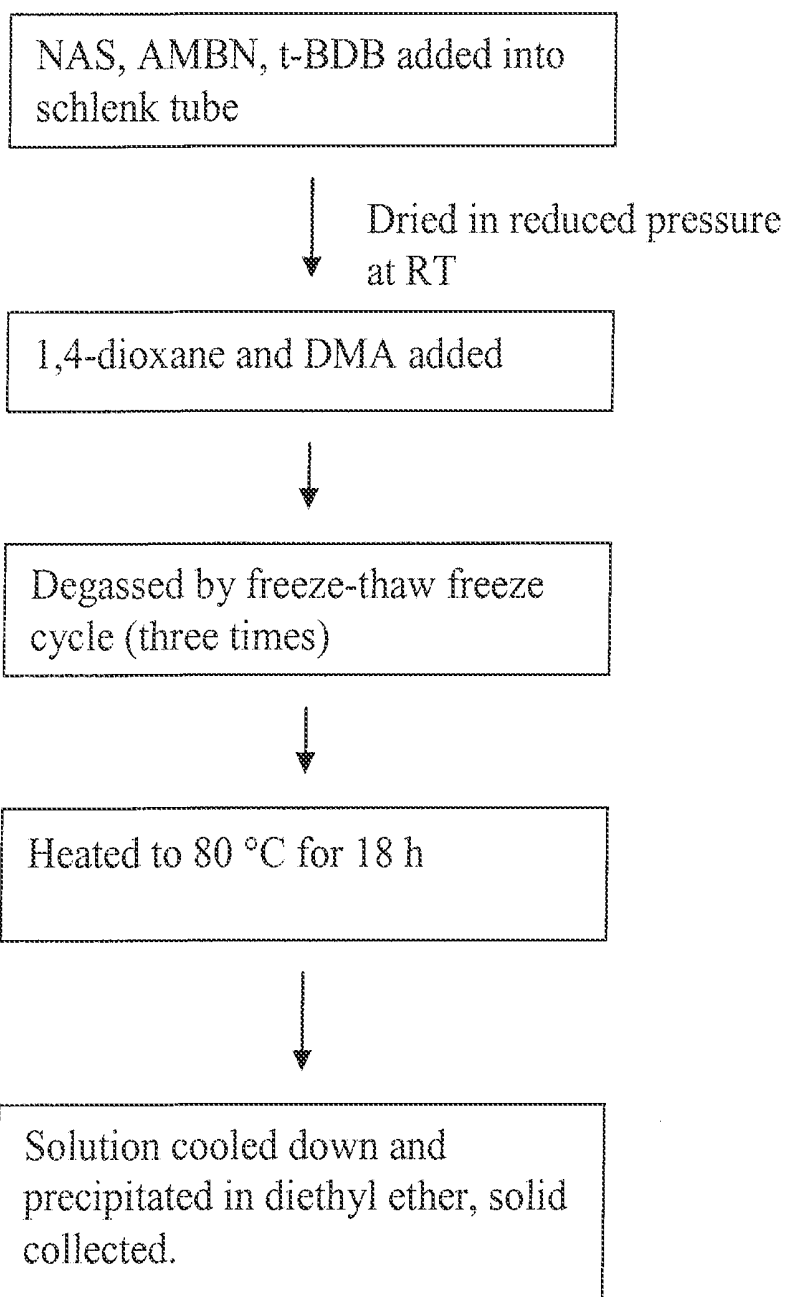 NAS, AMBN, t-BDB added into
schlenk tube
Dried in reduced pressure
at RT
1,4-dioxane and DMA added
Degassed by freeze-thaw freeze
cycle (three times)
Heated to 80 °C for 18 h
Solution cooled down and
precipitated in diethyl ether, solid
collected.